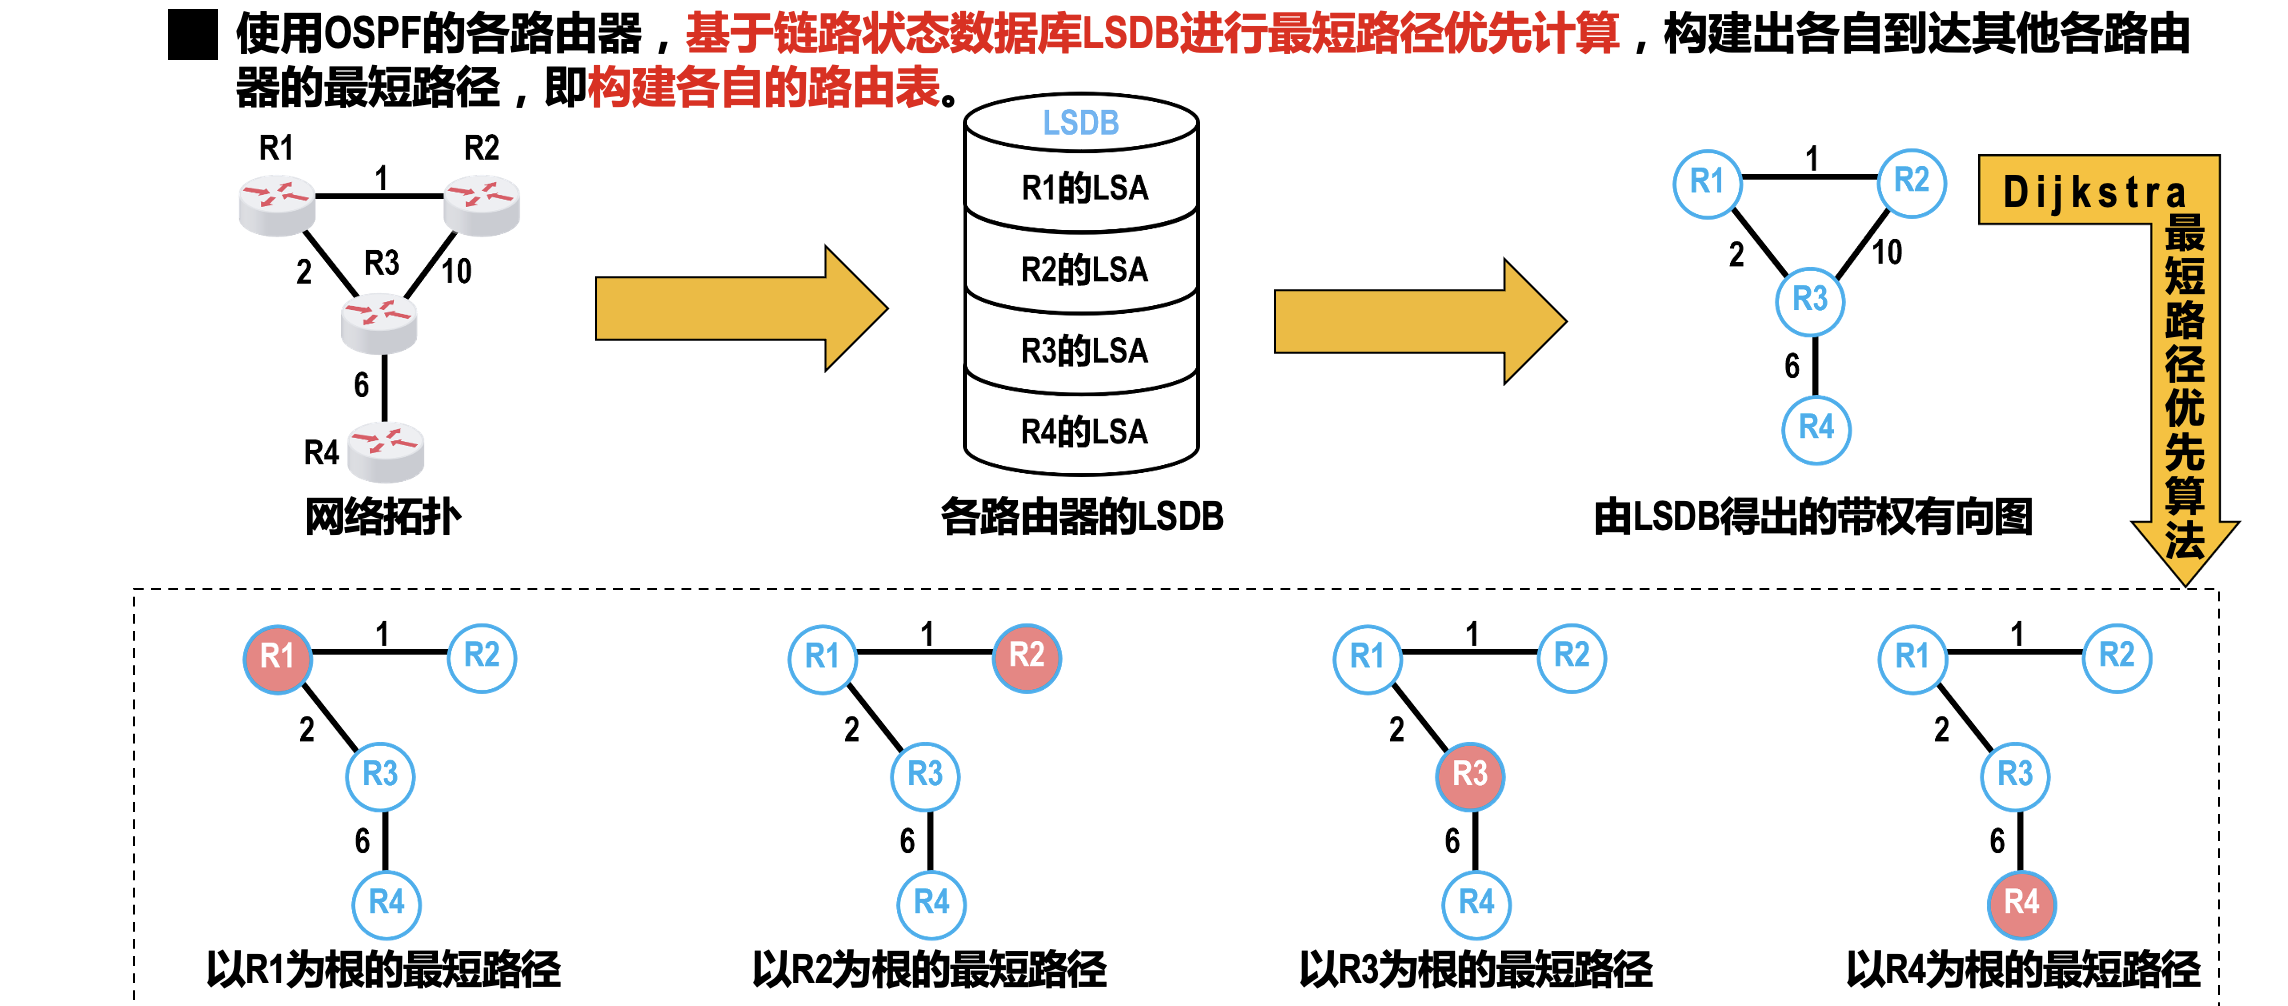 使用OSPF的各路由器，基于链路状态数据库LSDB进行最短路径优先计算，构建出各自到达其他各路由
器的最短路径，即构建各自的路由表。
R1
R2
1
2
R3
10
6
R4
网络拓扑
LSDB
R1的LSA
R2的LSA
R3的LSA
R4的LSA
各路由器的LSDB
R1
1
R2
2
10
R3
6
R4
由LSDB得出的带权有向图
Dijkstra
最短路径优先算法
R1
1
R2
2
R3
6
R4
以R1为根的最短路径
R1
1
R2
2
R3
6
R4
以R2为根的最短路径
R1
1
R2
2
R3
6
R4
以R3为根的最短路径
R1
1
R2
2
R3
6
R4
以R4为根的最短路径